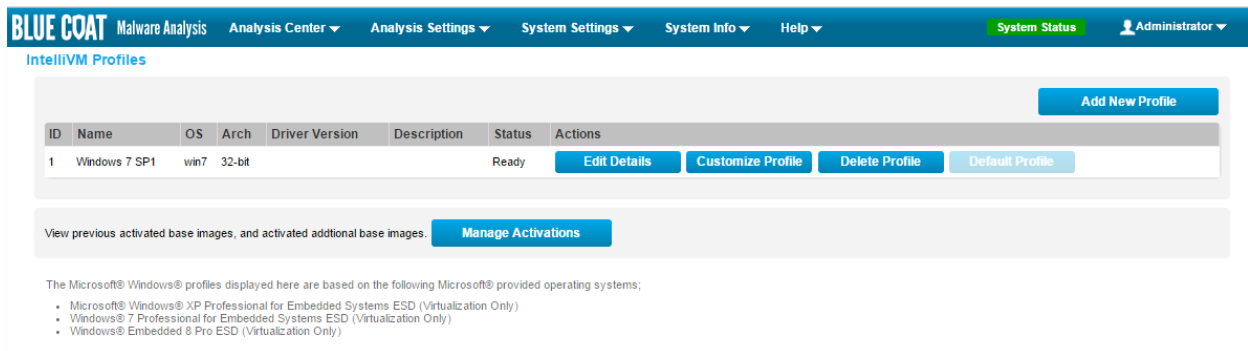 BLUE COAT Malware Analysis Analysis Center Analysis Settings System Settings System Info Help System Status Administrator
IntelliVM Profiles
Add New Profile
ID Name OS Arch Driver Version Description Status Actions
1 Windows 7 SP1 win7 32-bit Ready Edit Details Customize Profile Delete Profile Default Profile
View previous activated base images, and activated addtional base images. Manage Activations
The Microsoft® Windows® profiles displayed here are based on the following Microsoft® provided operating systems;
• Microsoft® Windows® XP Professional for Embedded Systems ESD (Virtualization Only)
• Windows® 7 Professional for Embedded Systems ESD (Virtualization Only)
• Windows® Embedded 8 Pro ESD (Virtualization Only)